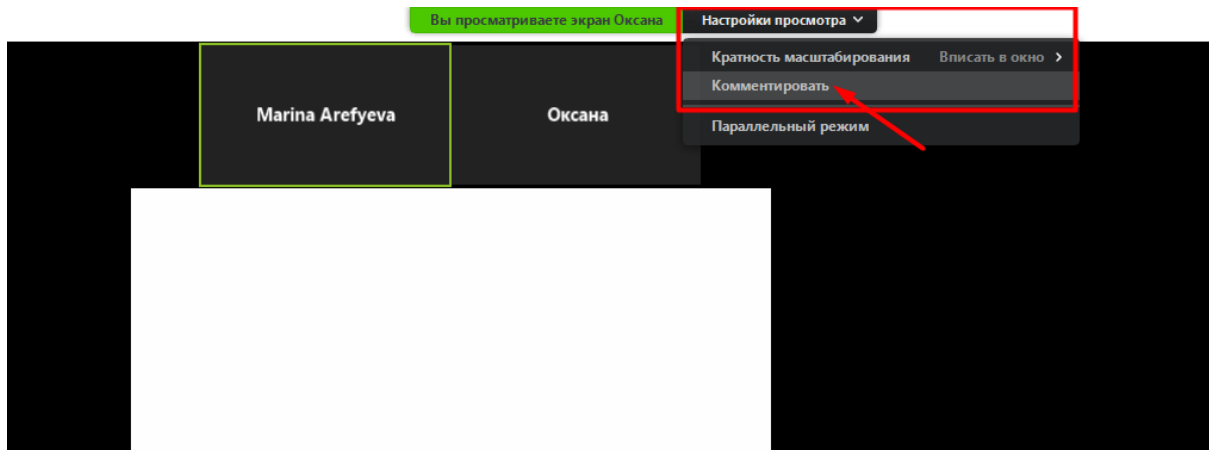 Вы просматриваете экран Оксана Настройки просмотра
Кратность масштабирования Вписать в окно
Комментировать
Параллельный режим
Marina Arefyeva
Оксана